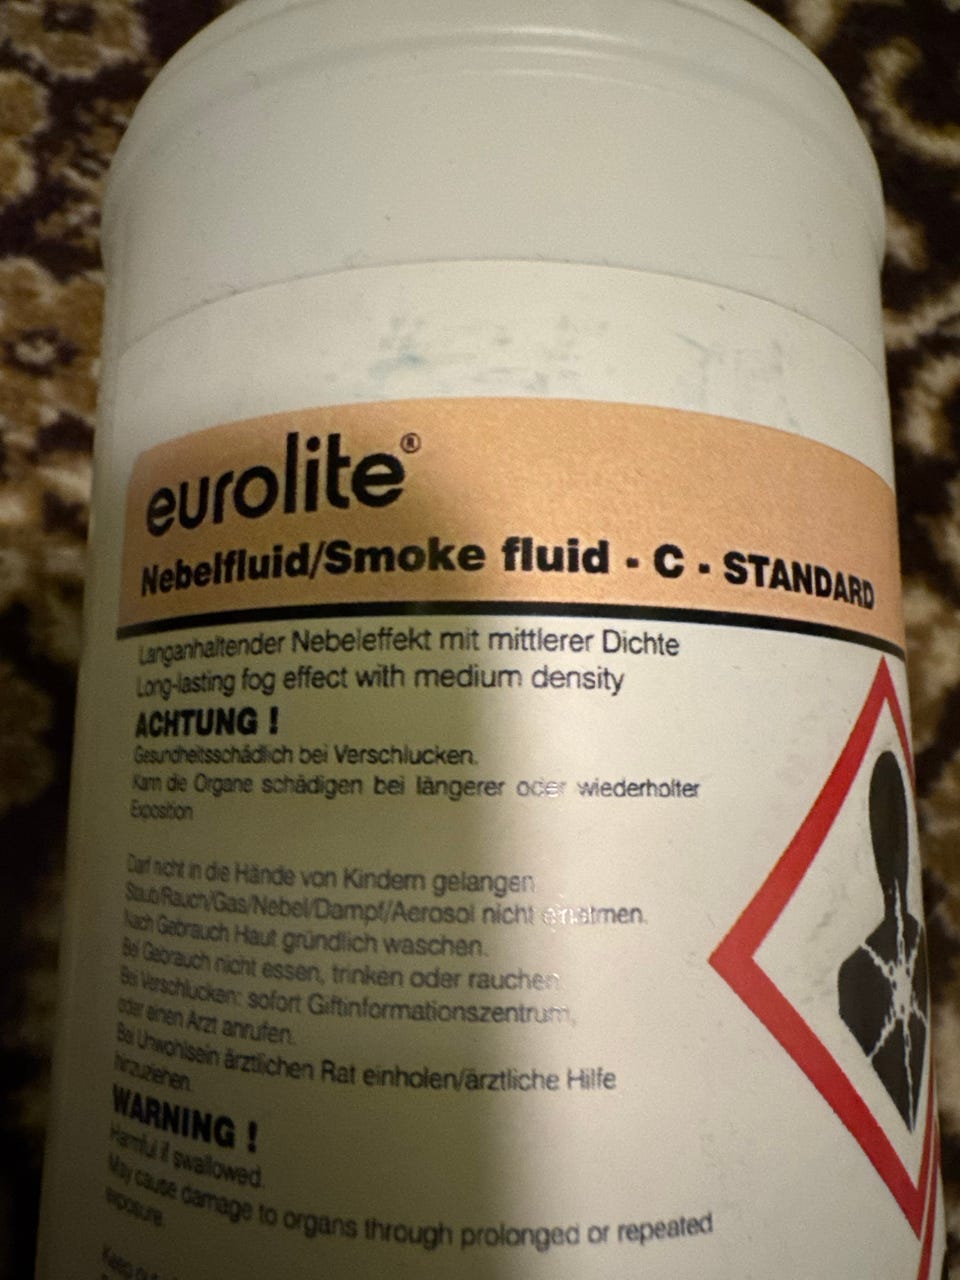 eurolite®
Nebelfluid/Smoke fluid - C - STANDARD
Langanhaltender Nebeleffekt mit mittlerer Dichte
Long-lasting fog effect with medium density
ACHTUNG !
Gesundheitsschädlich bei Verschlucken.
Kann die Organe schädigen bei längerer oder wiederholter
Exposition
Darf nicht in die Hände von Kindern gelangen
Staub/Rauch/Gas/Nebel/Dampf/Aerosol nicht einatmen.
Nach Gebrauch Haut gründlich waschen.
Bei Gebrauch nicht essen, trinken oder rauchen
Bei Verschlucken: sofort Giftinformationszentrum,
oder einen Arzt anrufen.
Bei Unwohlsein ärztlichen Rat einholen/ärztliche Hilfe
hinzuziehen.
WARNING !
Harmful if swallowed.
May cause damage to organs through prolonged or repeated
exposure.
Keep out